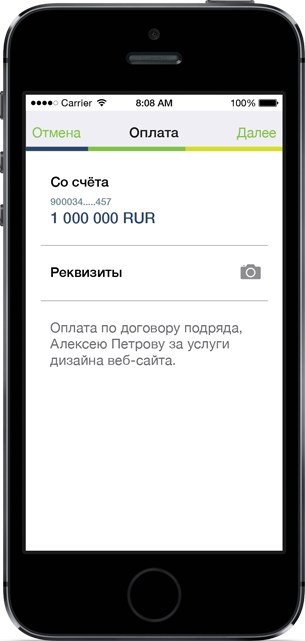 Carrier 8:08 AM 100%
Отмена Оплата Далее
Со счёта
900034.....457
1 000 000 RUR
Реквизиты
Оплата по договору подряда,
Алексею Петрову за услуги
дизайна веб-сайта.